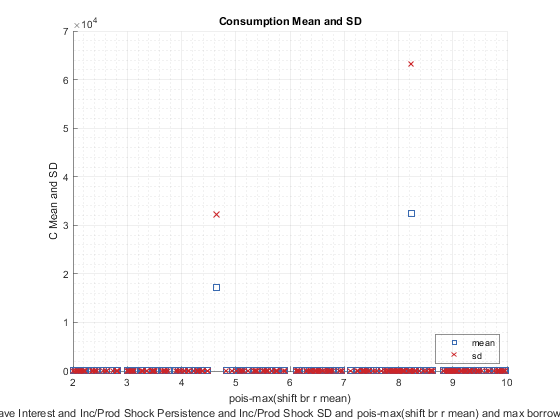 Consumption Mean and SD
×10^4
7
6
5
4
3
2
1
0
C Mean and SD
mean
sd
2 3 4 5 6 7 8 9 10
pois-max(shift br r mean)
ave Interest and Inc/Prod Shock Persistence and Inc/Prod Shock SD and pois-max(shift br r mean) and max borrow